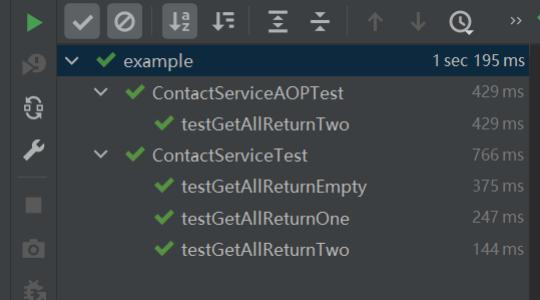 »
example 1 sec 195 ms
ContactServiceAOPTest 429 ms
testGetAllReturnTwo 429 ms
ContactServiceTest 766 ms
testGetAllReturnEmpty 375 ms
testGetAllReturnOne 247 ms
testGetAllReturnTwo 144 ms